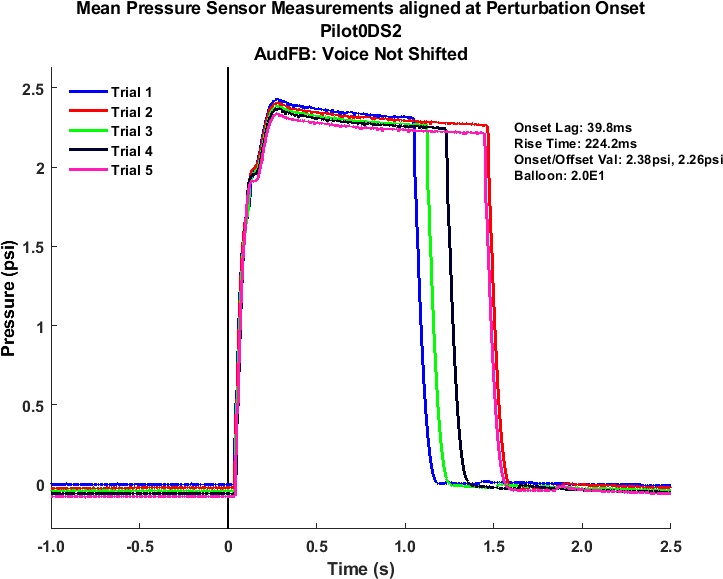 Mean Pressure Sensor Measurements aligned at Perturbation Onset
Pilot0DS2
AudFB: Voice Not Shifted
2.5
2
1.5
1
0.5
0
Pressure (psi)
Trial 1
Trial 2
Trial 3
Trial 4
Trial 5
Onset Lag: 39.8ms
Rise Time: 224.2ms
Onset/Offset Val: 2.38psi, 2.26psi
Balloon: 2.0E1
-1.0 -0.5 0 0.5 1.0 1.5 2.0 2.5
Time (s)